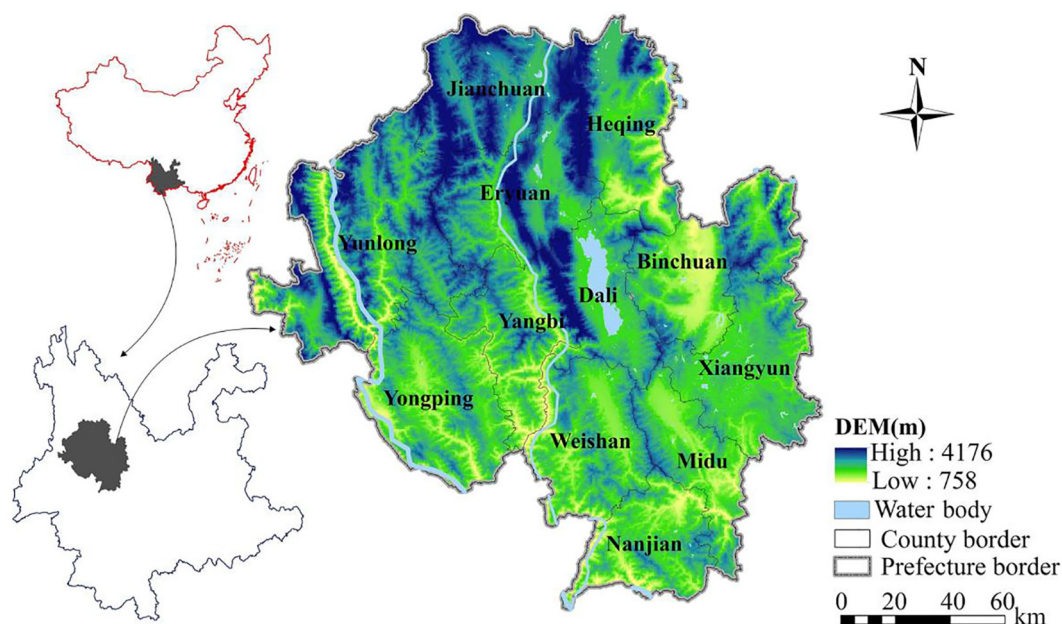 N
Jianchuan
Heqing
Eryuan
Yunlong
Binchuan
Dali
Yangbi
Xiangyun
Yongping
Weishan
Midu
Nanjian
DEM(m)
High : 4176
Low : 758
Water body
County border
Prefecture border
0 20 40 60 km